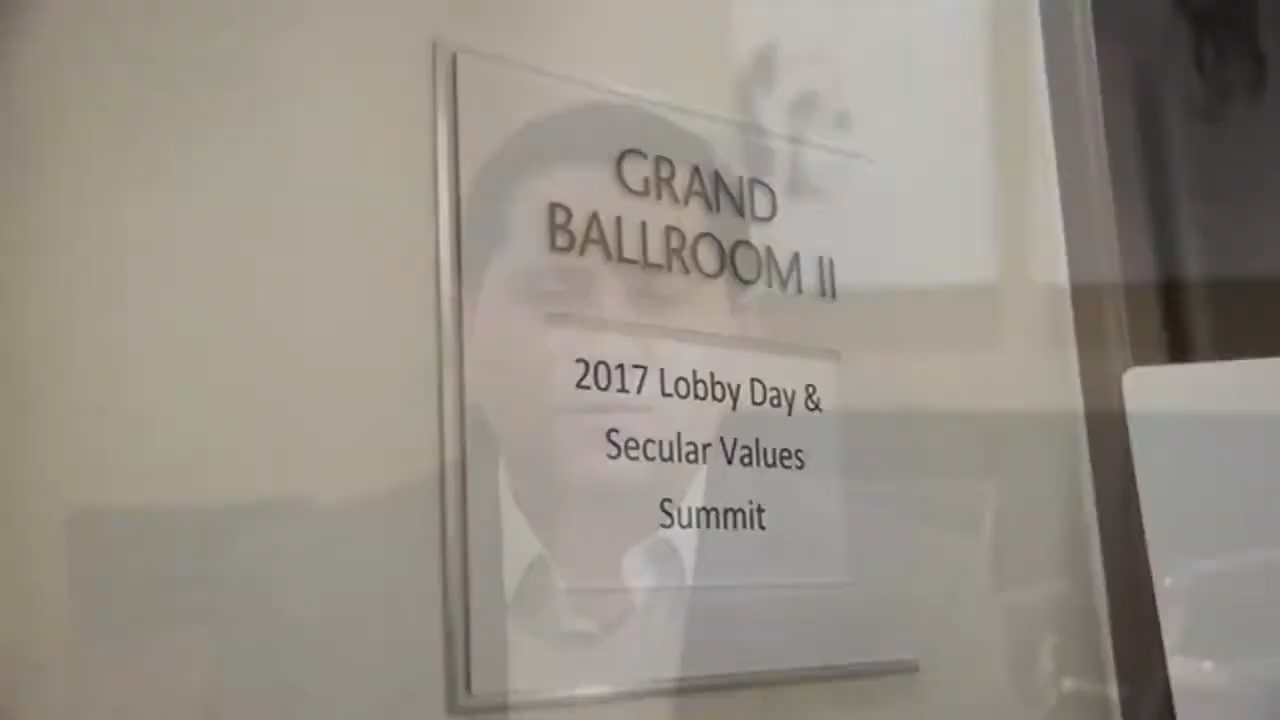 GRAND
BALLROOM II
2017 Lobby Day &
Secular Values
Summit